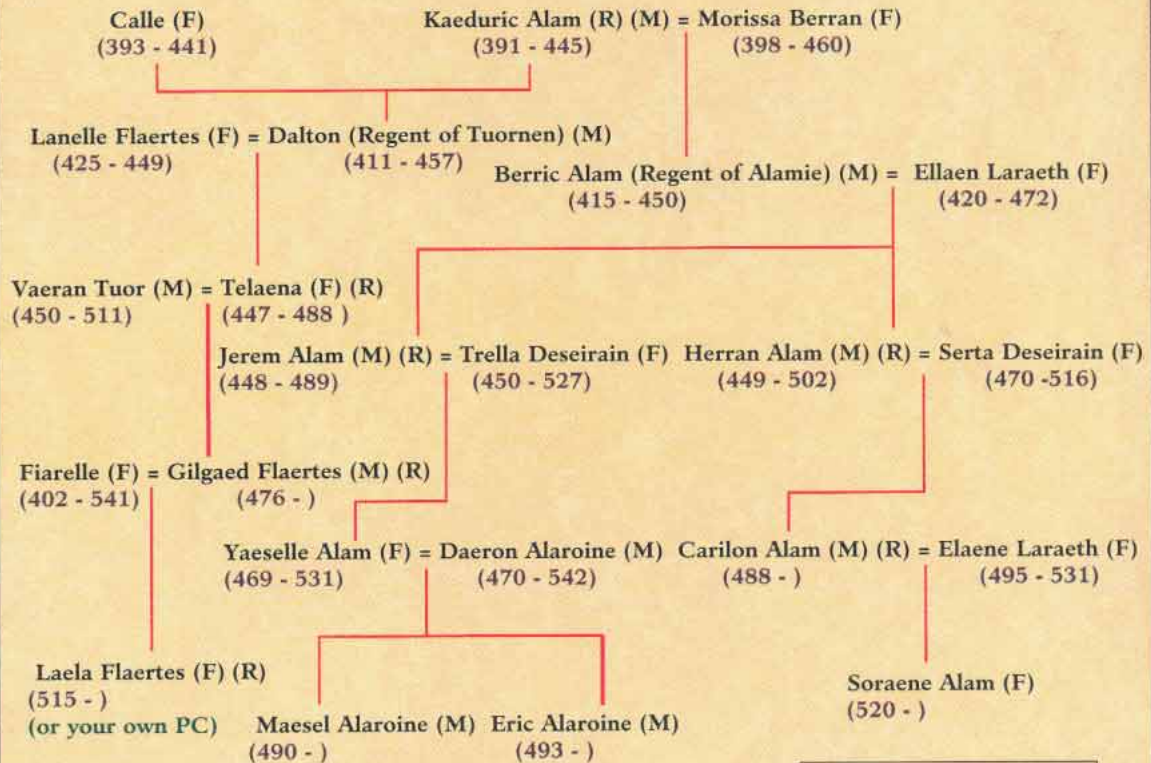 Calle (F) Kaeduric Alam (R) (M) = Morissa Berran (F)
(393 - 441) (391 - 445) (398 - 460)
Lanelle Flaertes (F) = Dalton (Regent of Tuornen) (M)
(425 - 449) (411 - 457)
Berric Alam (Regent of Alamie) (M) = Ellaen Laraeth (F)
(415 - 450) (420 - 472)
Vaeran Tuor (M) = Telaena (F) (R)
(450 - 511) (447 - 488 )
Jerem Alam (M) (R) = Trella Deseirain (F) Herran Alam (M) (R) = Serta Deseirain (F)
(448 - 489) (450 - 527) (449 - 502) (470 -516)
Fiarelle (F) = Gilgaed Flaertes (M) (R)
(402 - 541) (476 - )
Yaeselle Alam (F) = Daeron Alaroine (M) Carilon Alam (M) (R) = Elaene Laraeth (F)
(469 - 531) (470 - 542) (488 - ) (495 - 531)
Laela Flaertes (F) (R)
(515 - )
(or your own PC)
Soraene Alam (F)
(520 - )
Maesel Alaroine (M) Eric Alaroine (M)
(490 - ) (493 - )